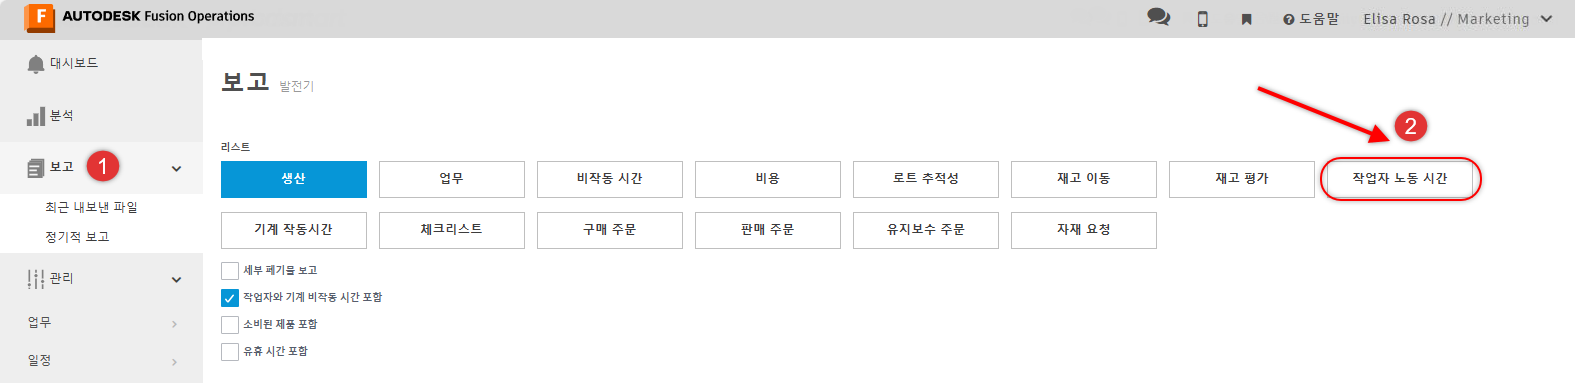 F AUTODESK Fusion Operations
도움말 Elisa Rosa // Marketing
대시보드
분석
보고 1
최근 내보낸 파일
정기적 보고
관리
업무
일정
보고 발전기
2
리스트
생산 업무 비작동 시간 비용 로트 추적성 재고 이동 재고 평가 작업자 노동 시간
기계 작동시간 체크리스트 구매 주문 판매 주문 유지보수 주문 자재 요청
세부 폐기물 보고
작업자와 기계 비작동 시간 포함
소비된 제품 포함
유휴 시간 포함